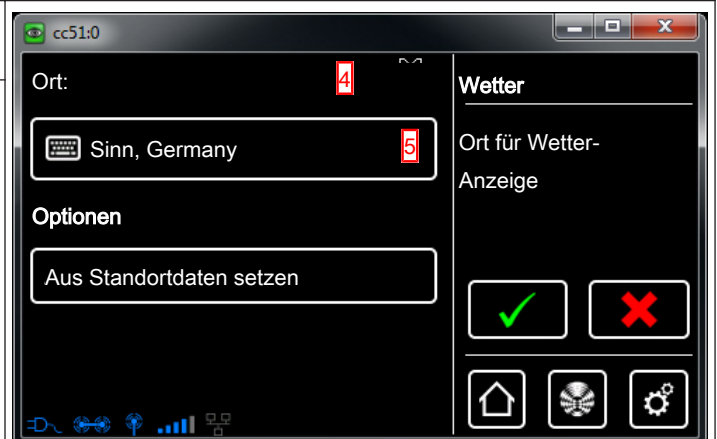 cc51:0
Ort:
4
Wetter
Sinn, Germany
5
Ort für Wetter-
Anzeige
Optionen
Aus Standortdaten setzen